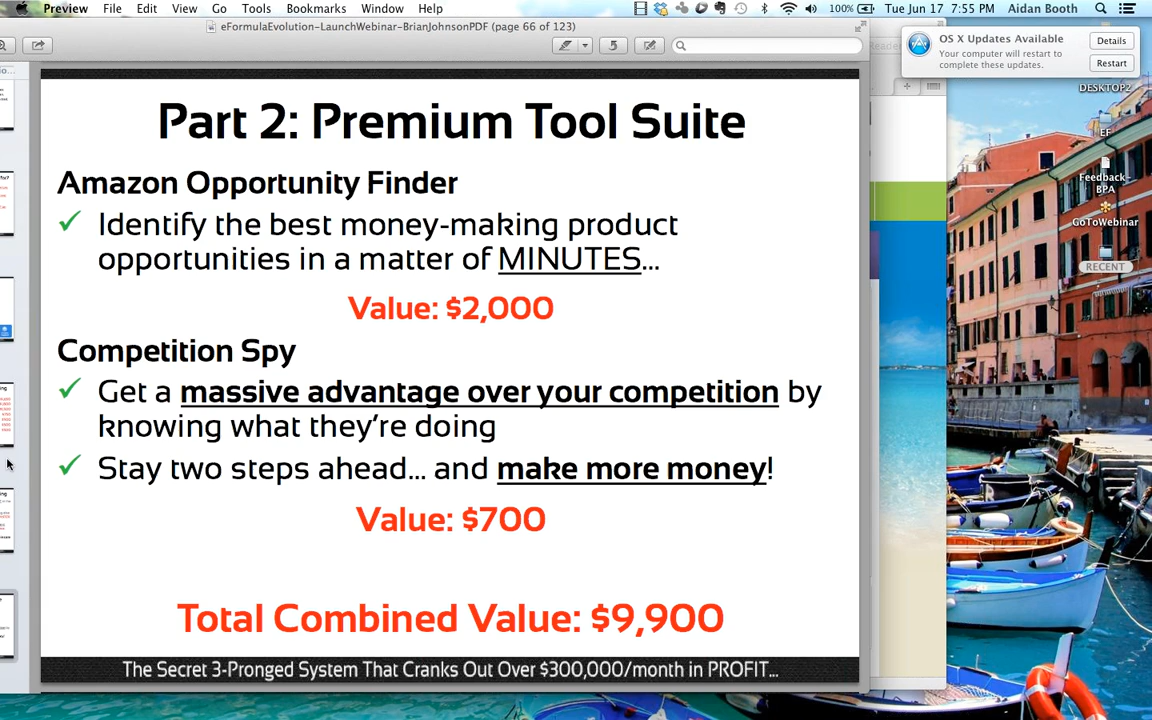 Preview File Edit View Go Tools Bookmarks Window Help 100% Tue Jun 17 7:55 PM Aidan Booth
eFormulaEvolution-LaunchWebinar-BrianJohnsonPDF (page 66 of 123)
OS X Updates Available
Your computer will restart to
complete these updates.
Details
Restart
DESKTOP2
EF
Feedback-
BPA
GoToWebinar
RECENT
Part 2: Premium Tool Suite
Amazon Opportunity Finder
✓ Identify the best money-making product
opportunities in a matter of MINUTES...
Value: $2,000
Competition Spy
✓ Get a massive advantage over your competition by
knowing what they're doing
✓ Stay two steps ahead... and make more money!
Value: $700
Total Combined Value: $9,900
The Secret 3-Pronged System That Cranks Out Over $300,000/month in PROFIT...